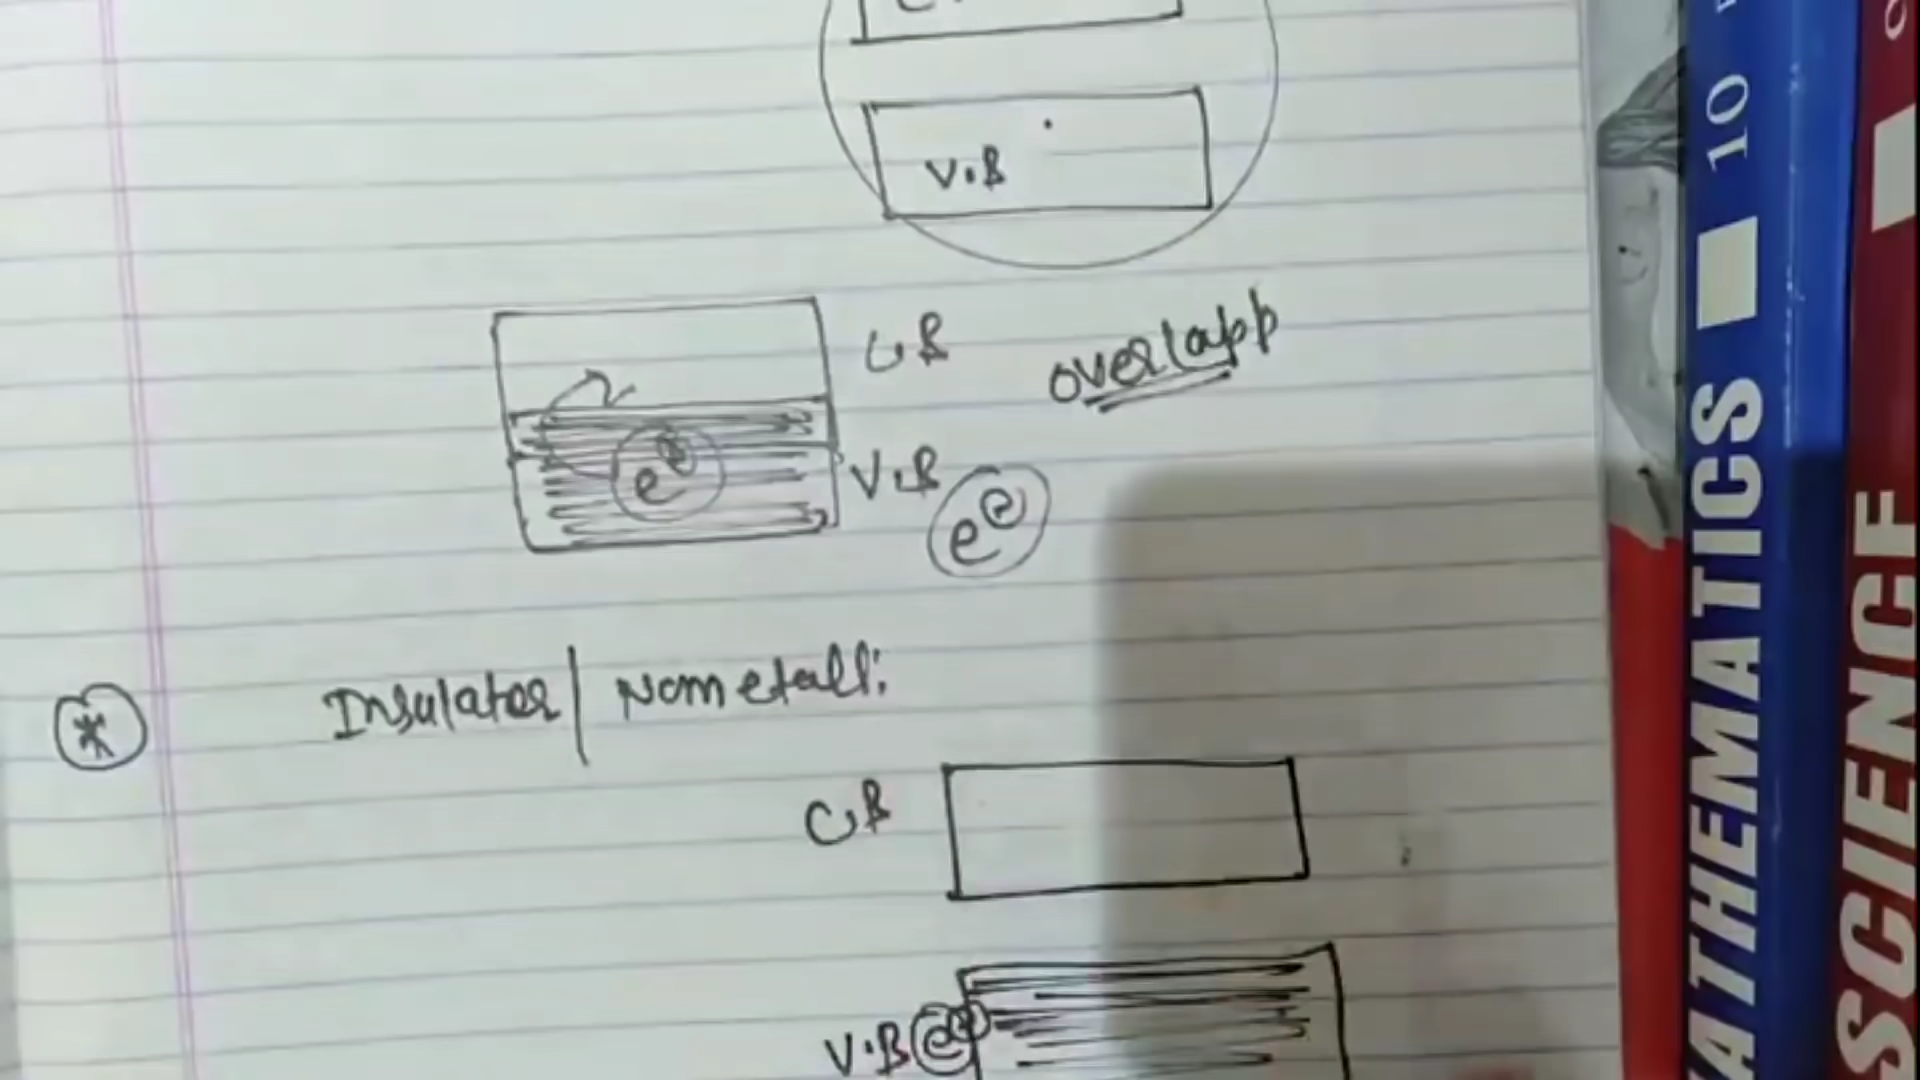 V.B
C.B
overlapp
V.B
e⊖
e⊖
* Insulator | Nometall:
C.B
V.B e⊖
MATHEMATICS 10
SCIENCE